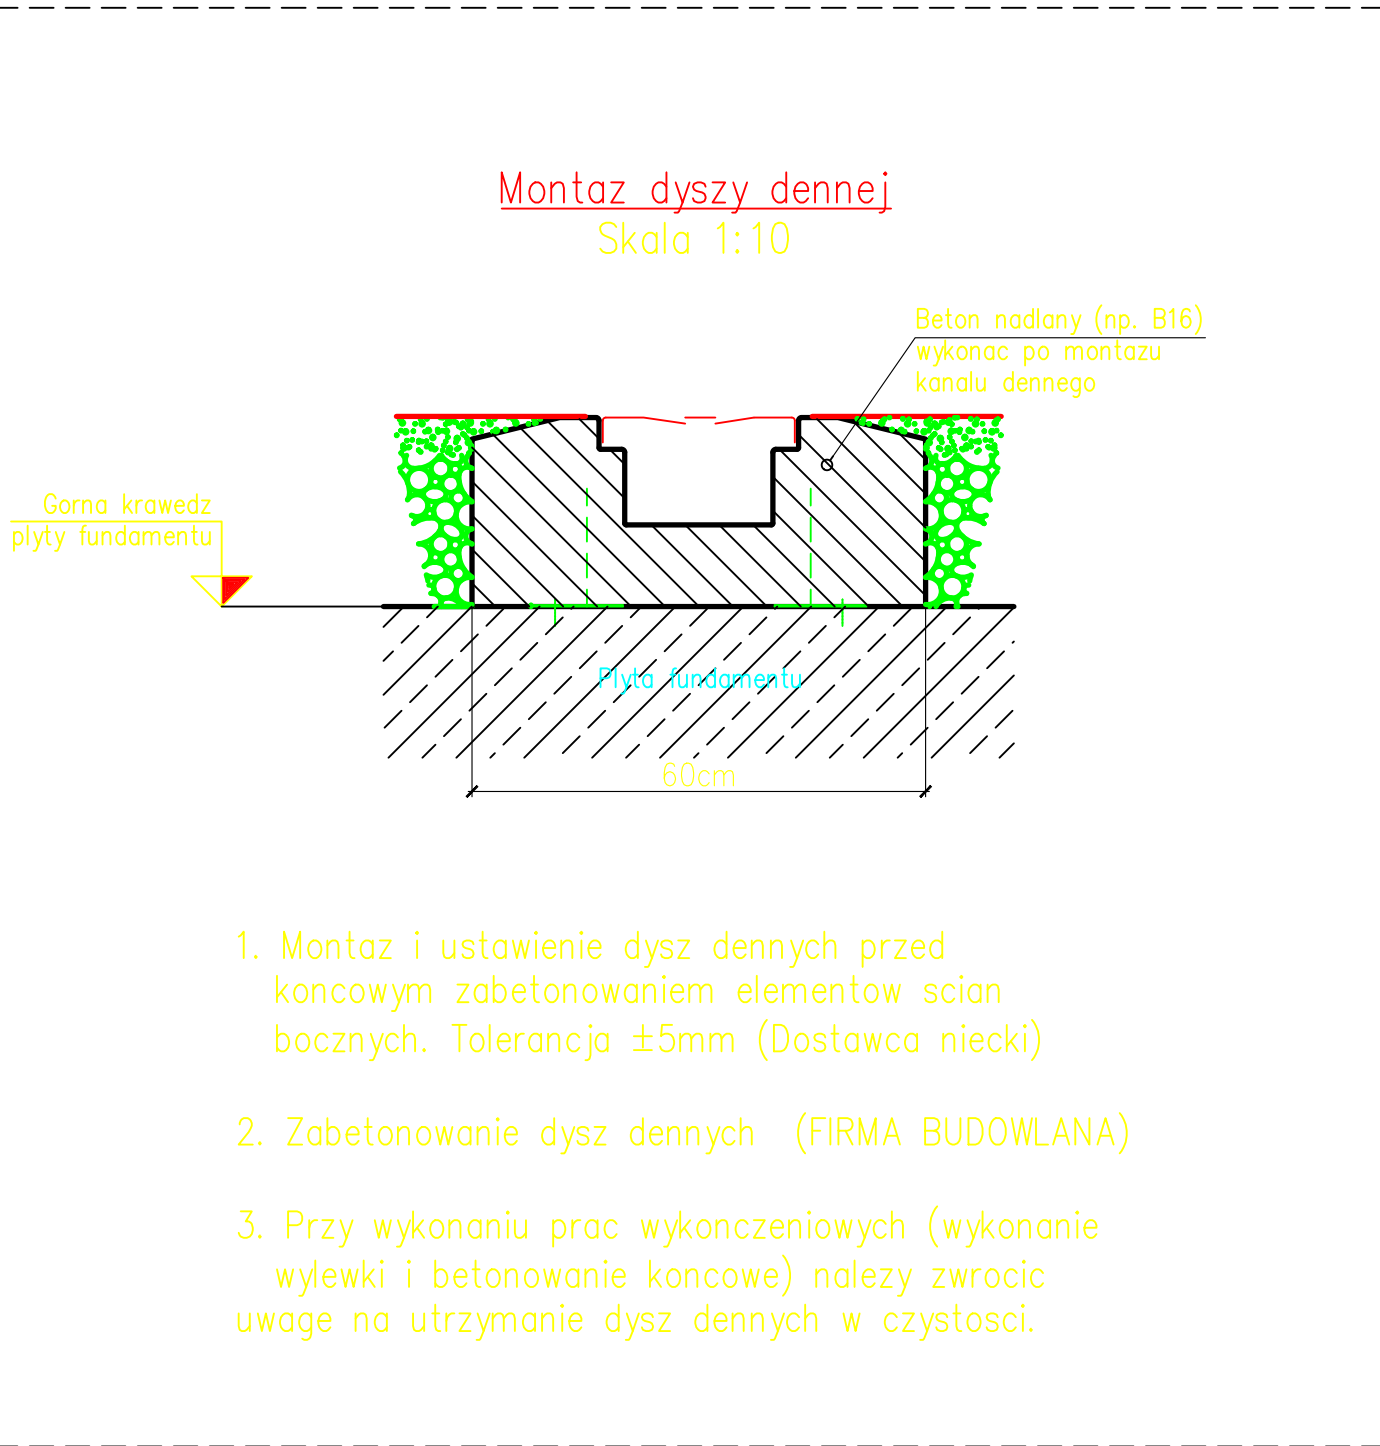 Montaz dyszy dennej
Skala 1:10
Beton nadlany (np. B16)
wykonac po montazu
kanalu dennego
Gorna krawedz
plyty fundamentu
Plyta fundamentu
60cm
1. Montaz i ustawienie dysz dennych przed
koncowym zabetonowaniem elementow scian
bocznych. Tolerancja ±5mm (Dostawca niecki)
2. Zabetonowanie dysz dennych (FIRMA BUDOWLANA)
3. Przy wykonaniu prac wykonczeniowych (wykonanie
wylewki i betonowanie koncowe) nalezy zwrocic
uwage na utrzymanie dysz dennych w czystosci.